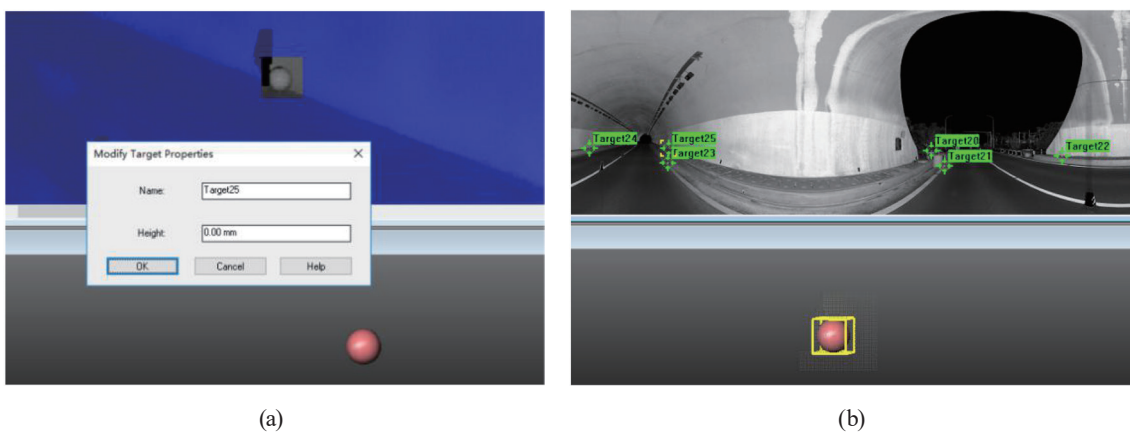 Modify Target Properties
Name: Target25
Height: 0.00 mm
OK Cancel Help
Target24 Target25 Target20 Target22
Target23 Target21
(a) (b)